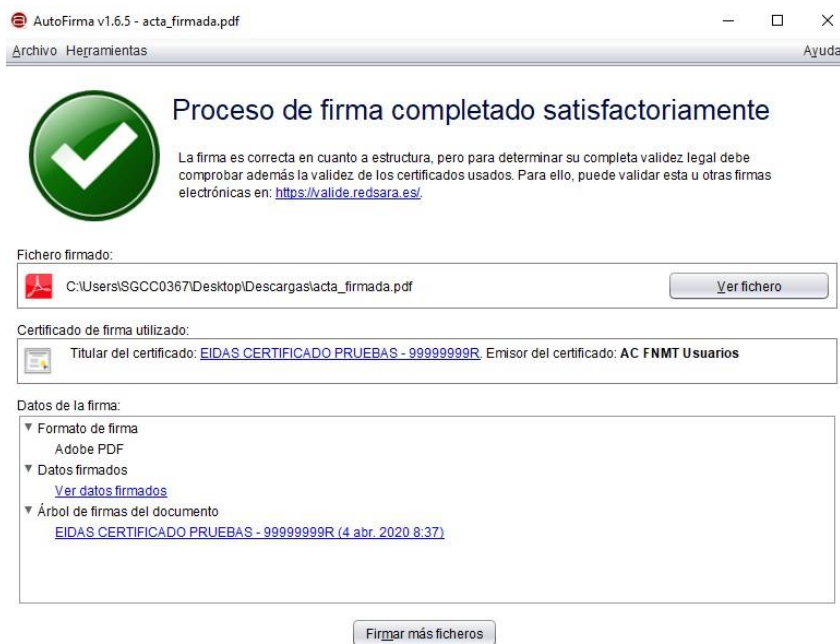 AutoFirma v1.6.5 - acta_firmada.pdf
Archivo Herramientas Ayuda
Proceso de firma completado satisfactoriamente
La firma es correcta en cuanto a estructura, pero para determinar su completa validez legal debe
comprobar además la validez de los certificados usados. Para ello, puede validar esta u otras firmas
electrónicas en: https://valide.redsara.es/.
Fichero firmado:
C:\Users\SGCC0367\Desktop\Descargas\acta_firmada.pdf Ver fichero
Certificado de firma utilizado:
Titular del certificado: EIDAS CERTIFICADO PRUEBAS - 99999999R. Emisor del certificado: AC FNMT Usuarios
Datos de la firma:
Formato de firma
Adobe PDF
Datos firmados
Ver datos firmados
Árbol de firmas del documento
EIDAS CERTIFICADO PRUEBAS - 99999999R (4 abr. 2020 8:37)
Firmar más ficheros